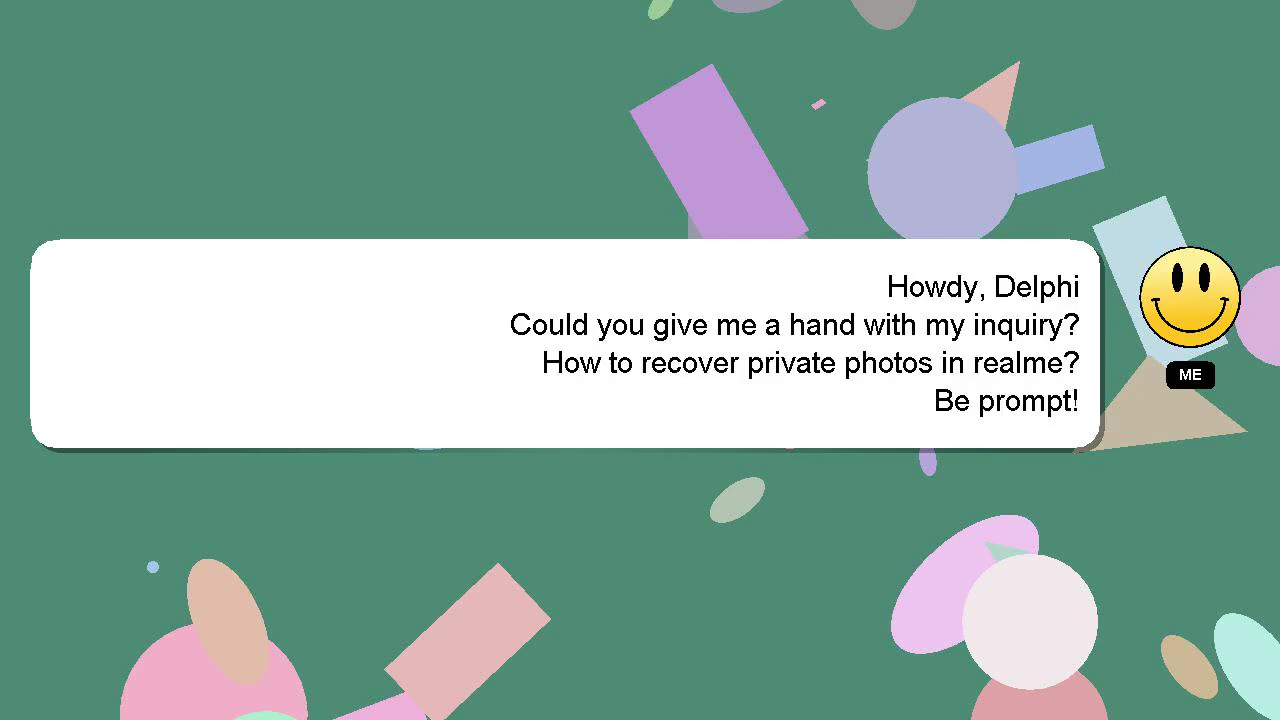 Howdy, Delphi
Could you give me a hand with my inquiry?
How to recover private photos in realme?
Be prompt!
ME